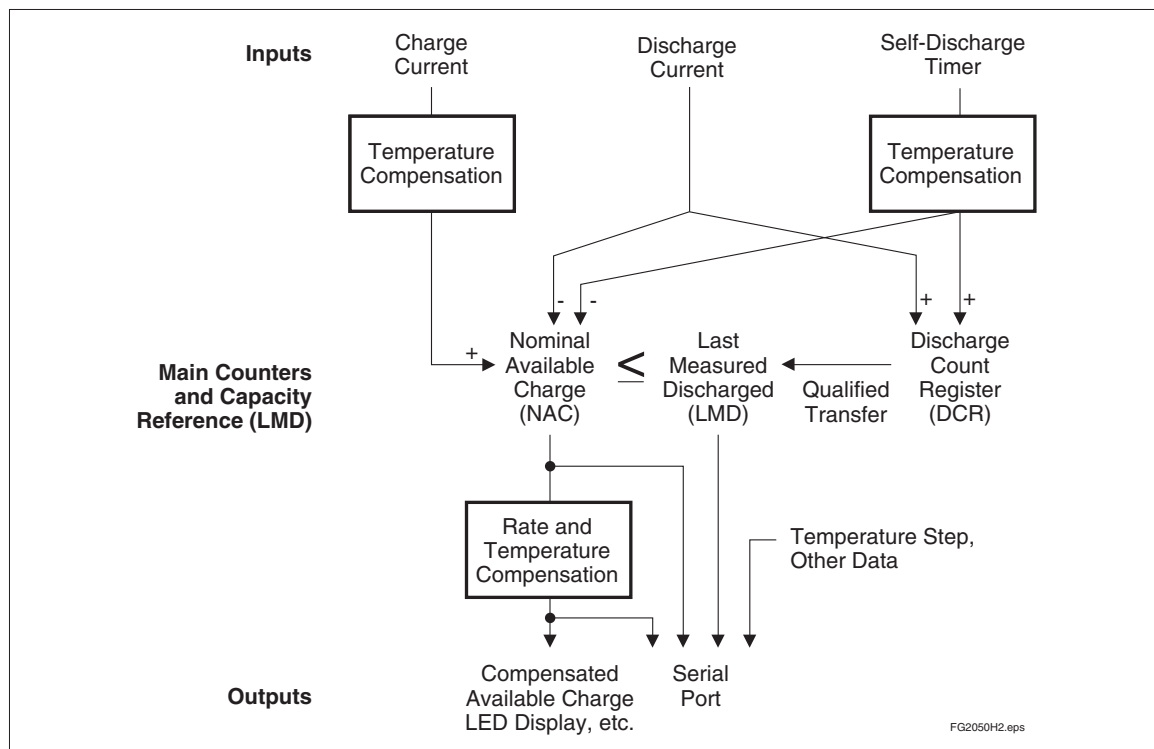 Inputs
Charge
Current
Discharge
Current
Self-Discharge
Timer
Temperature
Compensation
Temperature
Compensation
- - + +
+
Main Counters
and Capacity
Reference (LMD)
Nominal
Available
Charge
(NAC)
≤
Last
Measured
Discharged
(LMD)
Qualified
Transfer
Discharge
Count
Register
(DCR)
Rate and
Temperature
Compensation
Temperature Step,
Other Data
Outputs
Compensated
Available Charge
LED Display, etc.
Serial
Port
FG2050H2.eps